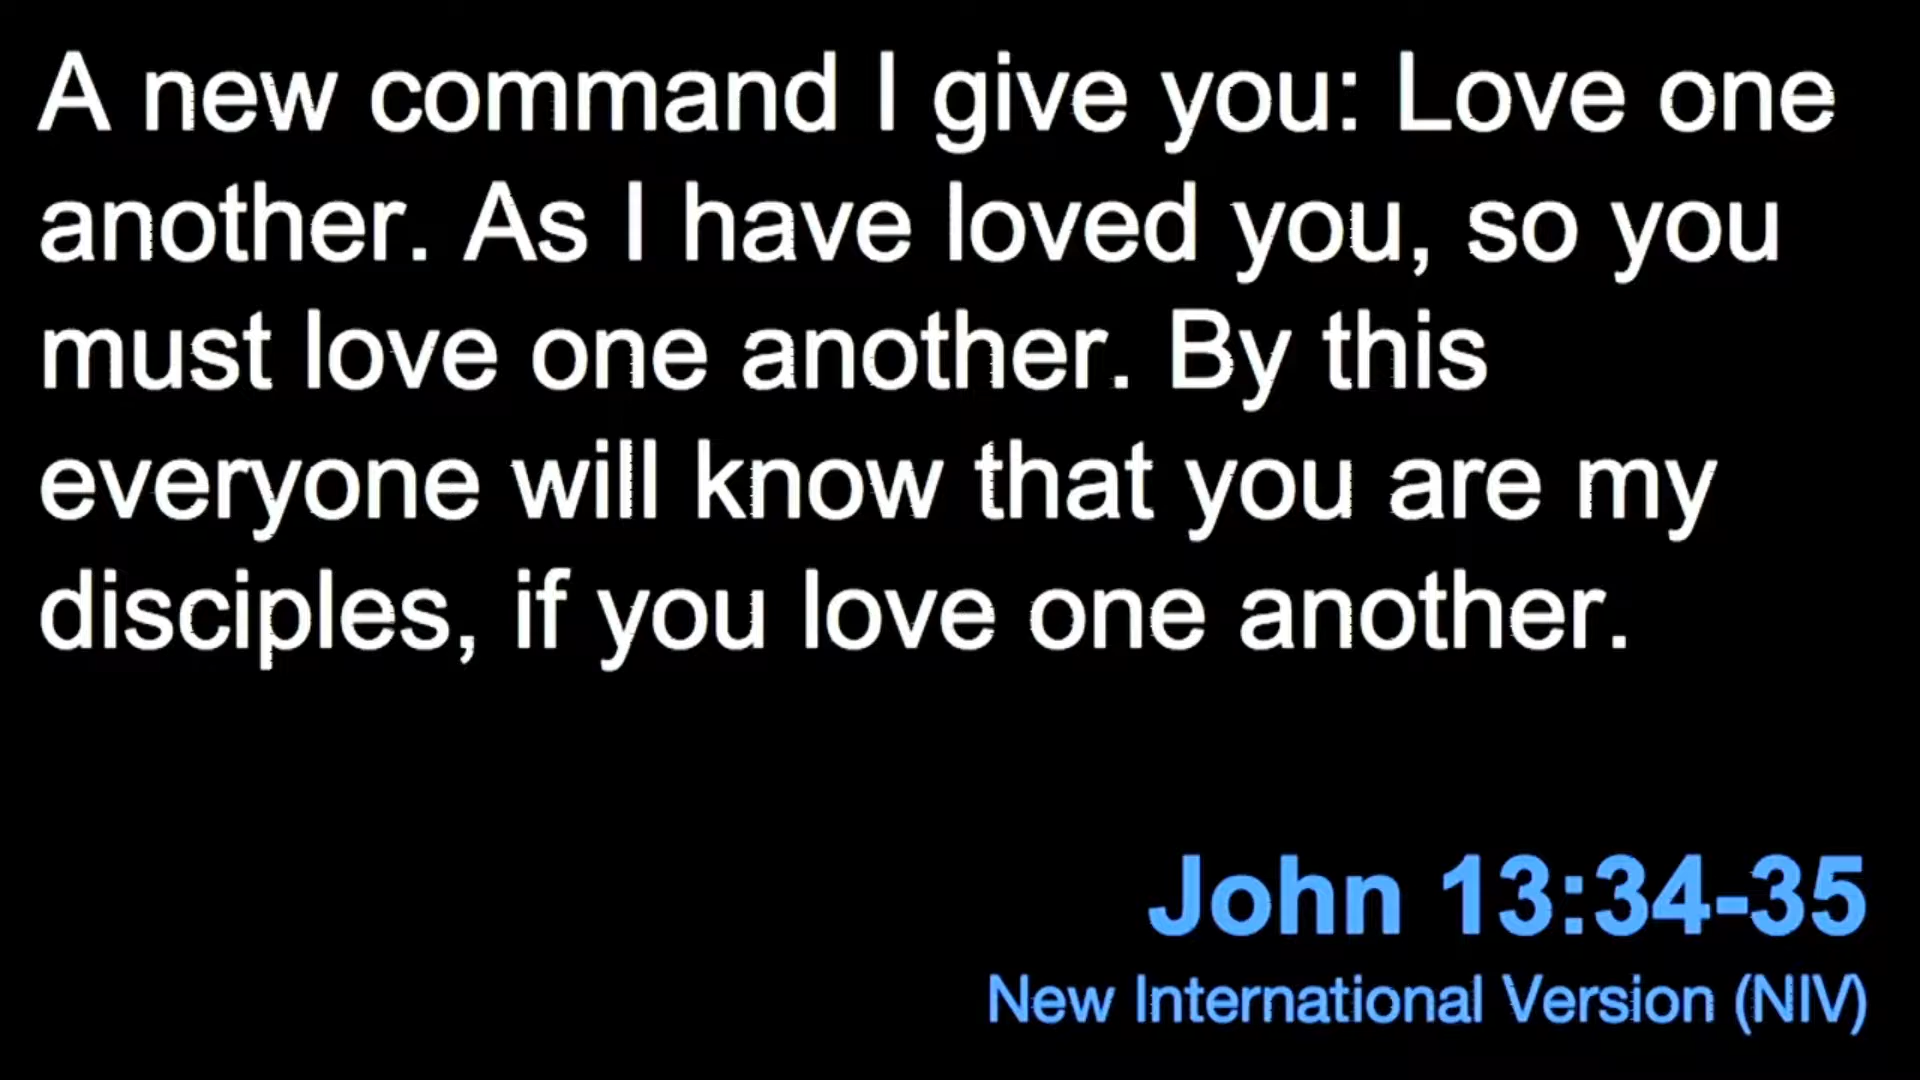 A new command I give you: Love one
another. As I have loved you, so you
must love one another. By this
everyone will know that you are my
disciples, if you love one another.
John 13:34-35
New International Version (NIV)